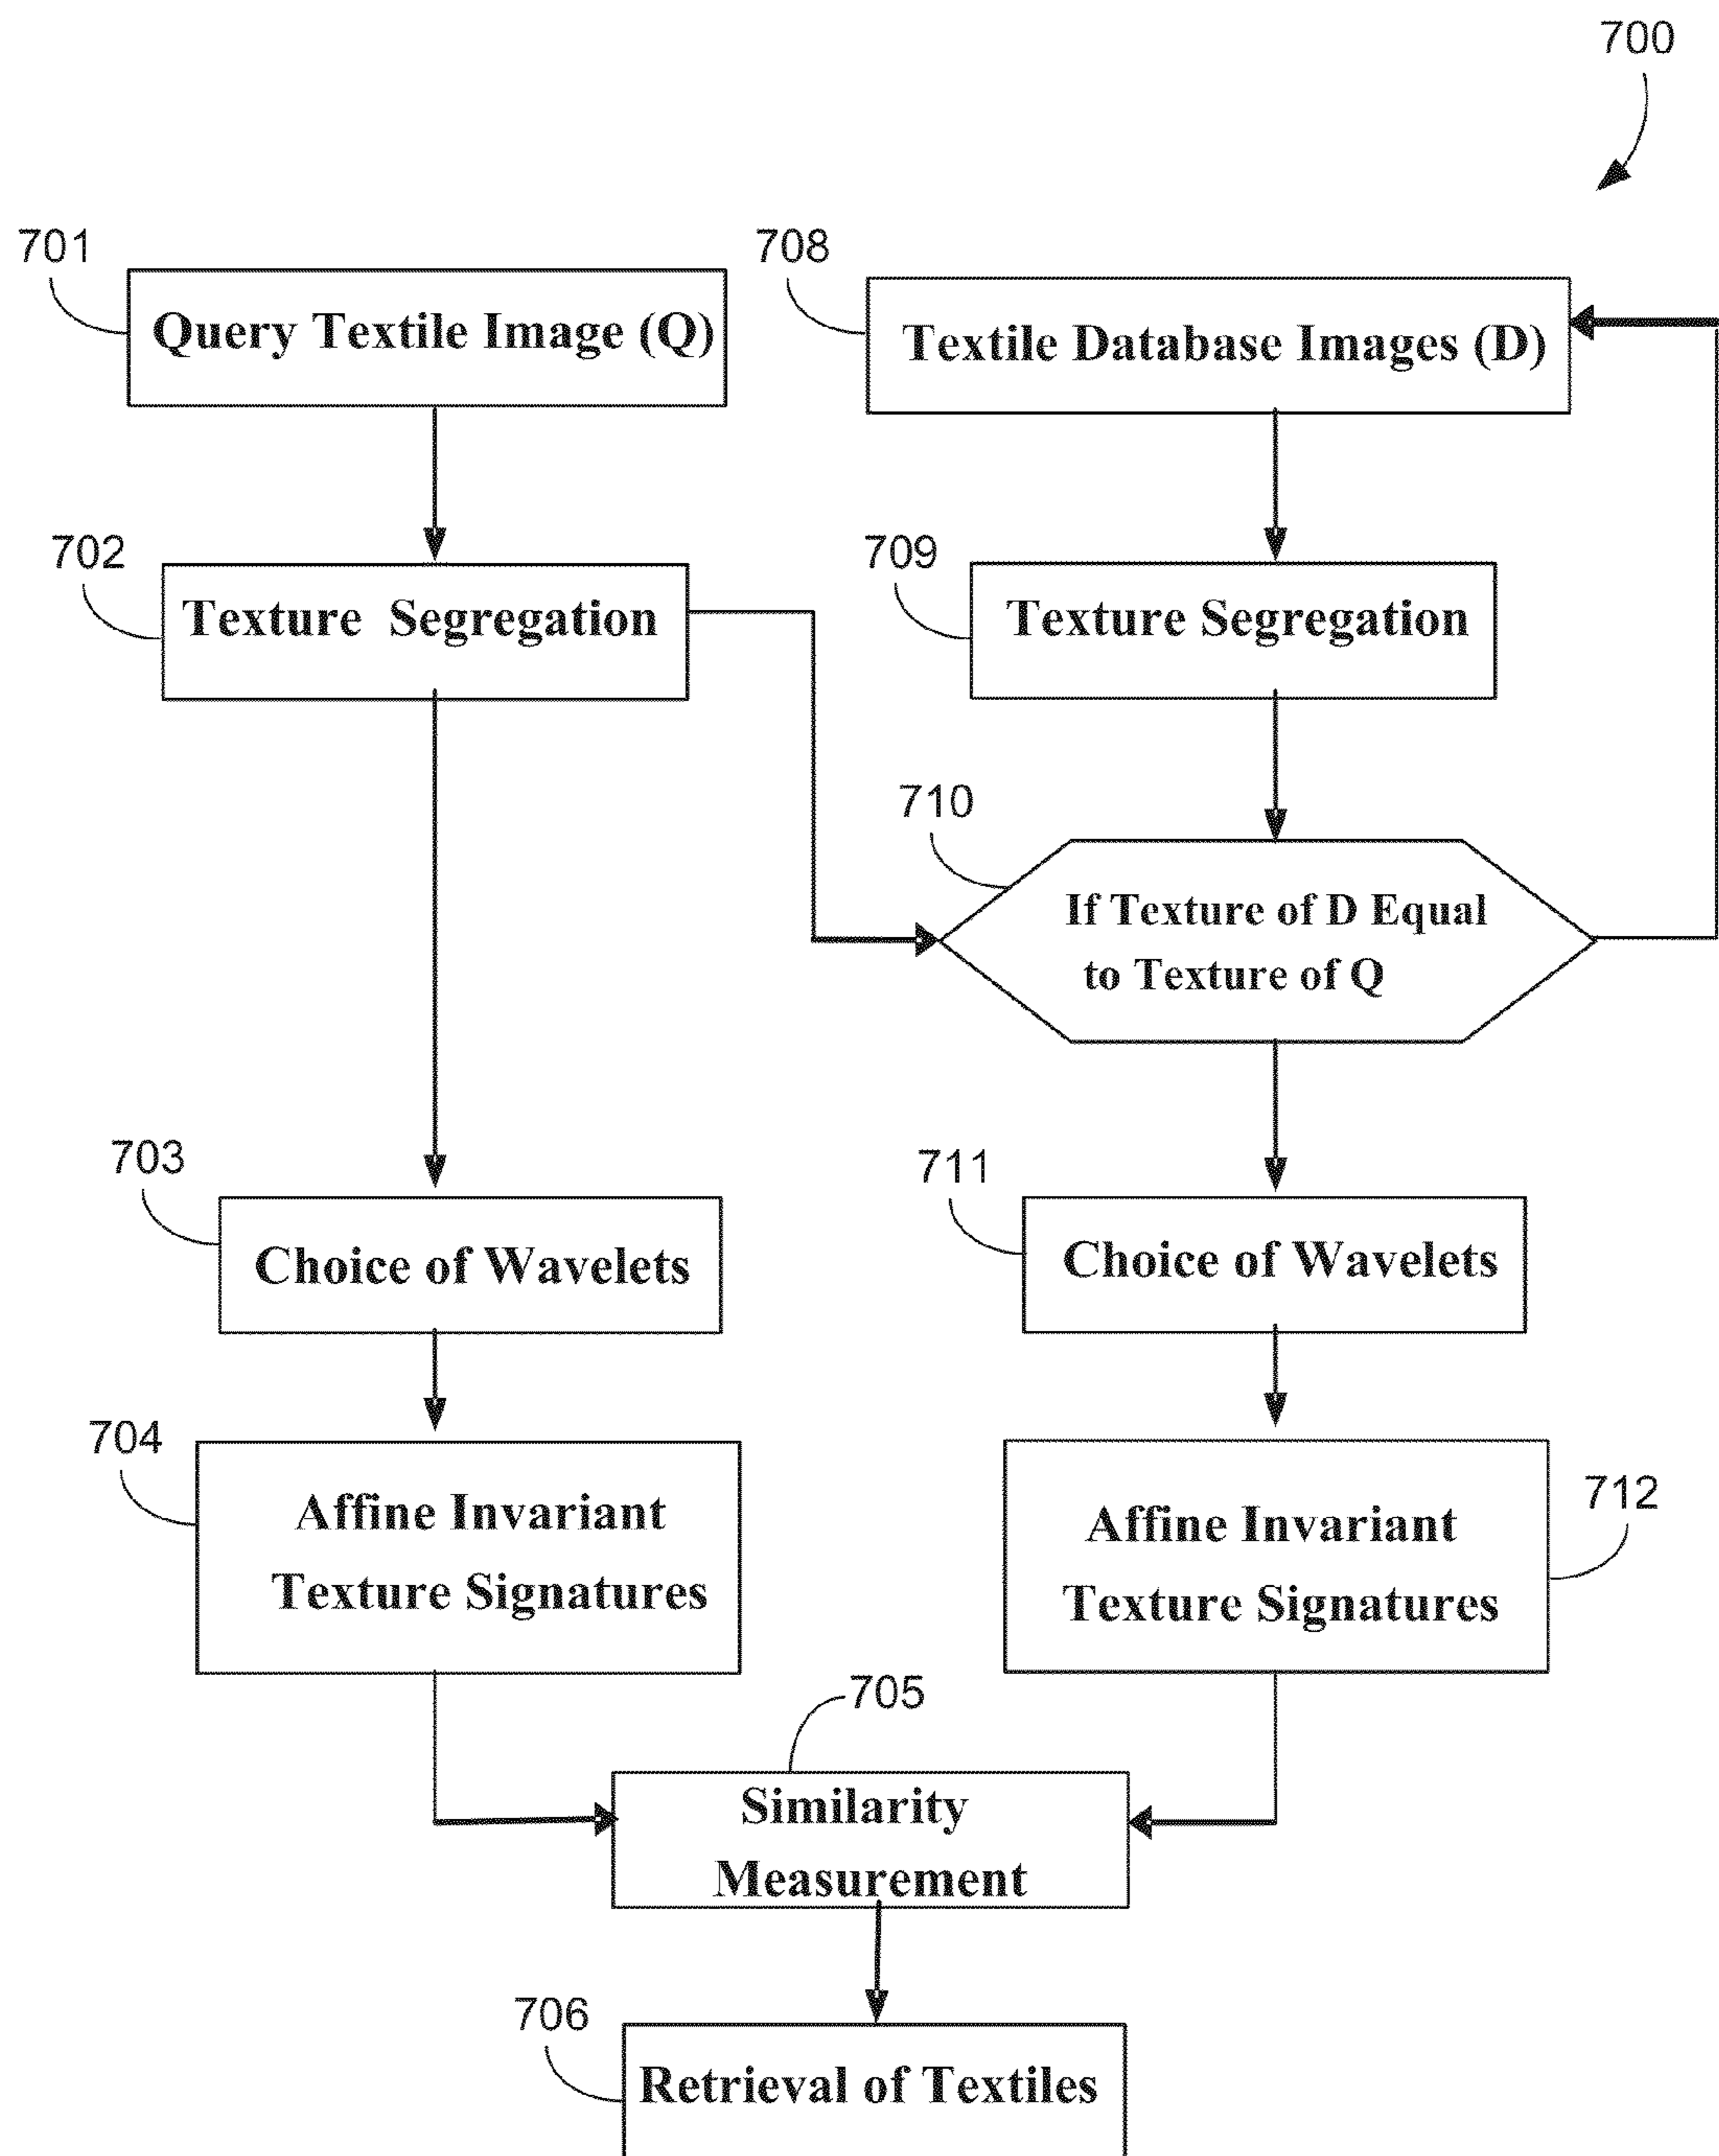 700
701
Query Textile Image (Q)
708
Textile Database Images (D)
702
Texture Segregation
709
Texture Segregation
710
If Texture of D Equal
to Texture of Q
703
Choice of Wavelets
711
Choice of Wavelets
704
Affine Invariant
Texture Signatures
712
Affine Invariant
Texture Signatures
705
Similarity
Measurement
706
Retrieval of Textiles